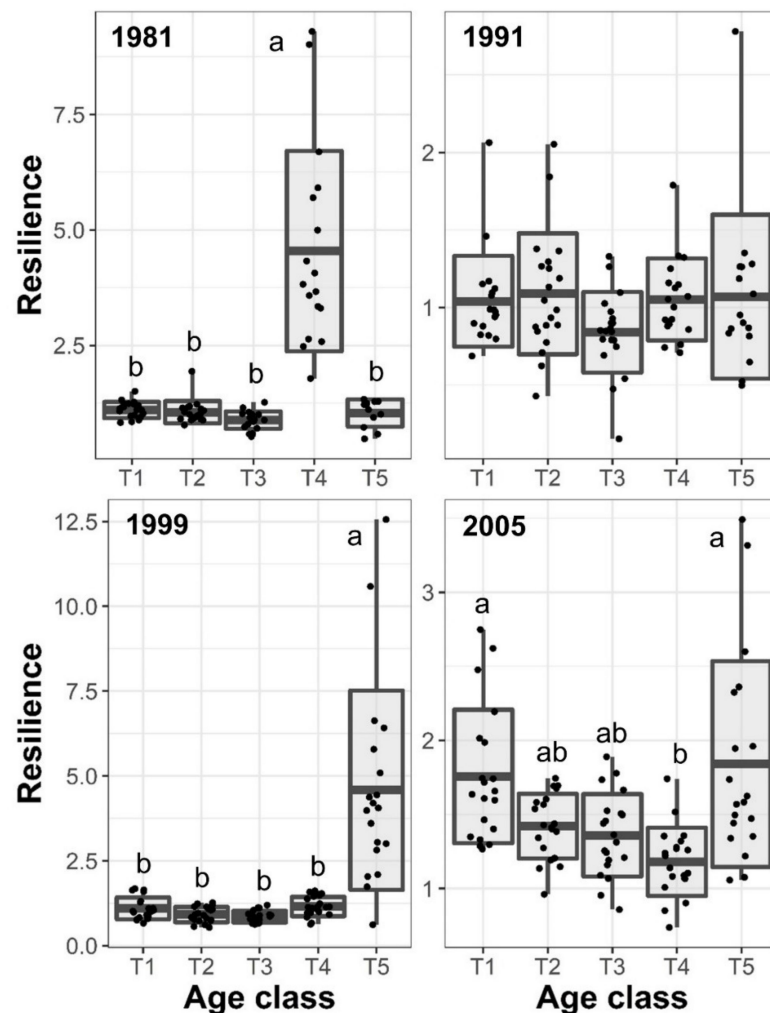 1981
a
b
b
b
b
7.5
5.0
2.5
T1 T2 T3 T4 T5
Resilience
1991
2
1
T1 T2 T3 T4 T5
1999
a
b
b
b
b
12.5
10.0
7.5
5.0
2.5
0.0
T1 T2 T3 T4 T5
Resilience
Age class
2005
a
a
ab
ab
b
3
2
1
T1 T2 T3 T4 T5
Age class